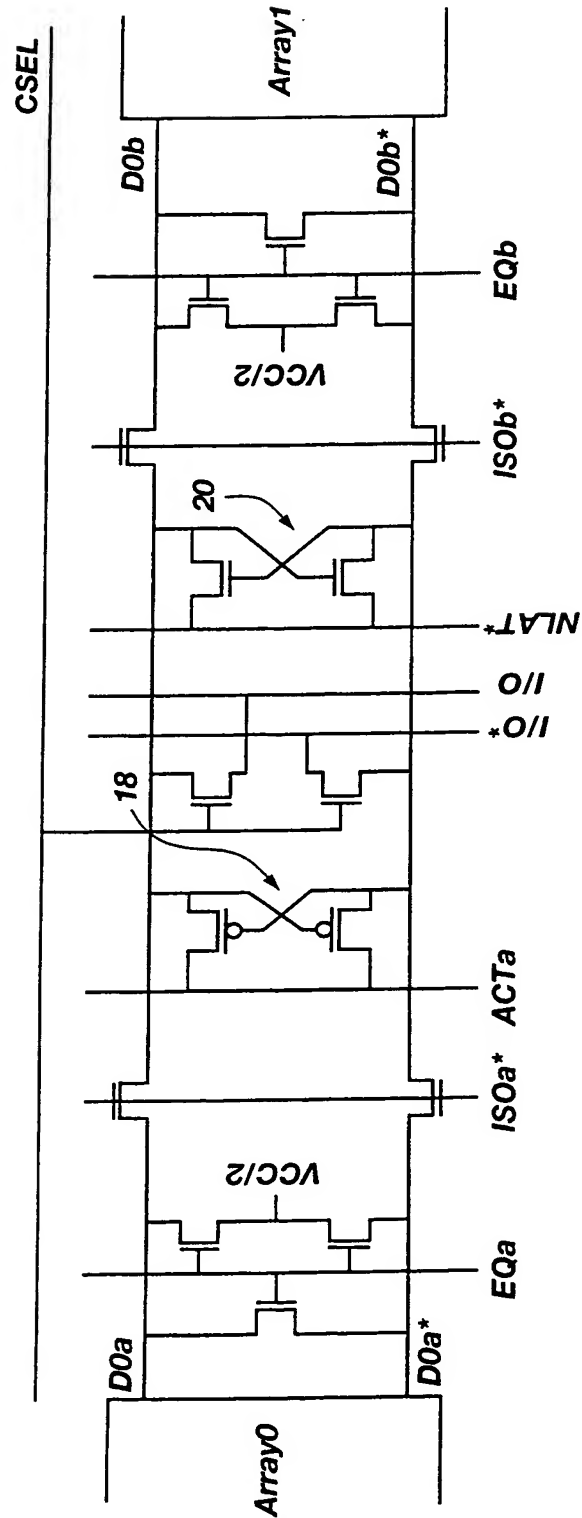 CSEL
Array0
Array1
D0a
D0a*
D0b
D0b*
VCC/2
VCC/2
18
20
EQa
ISOa*
ACTa
I/O*
I/O
NLAT*
ISOb*
EQb